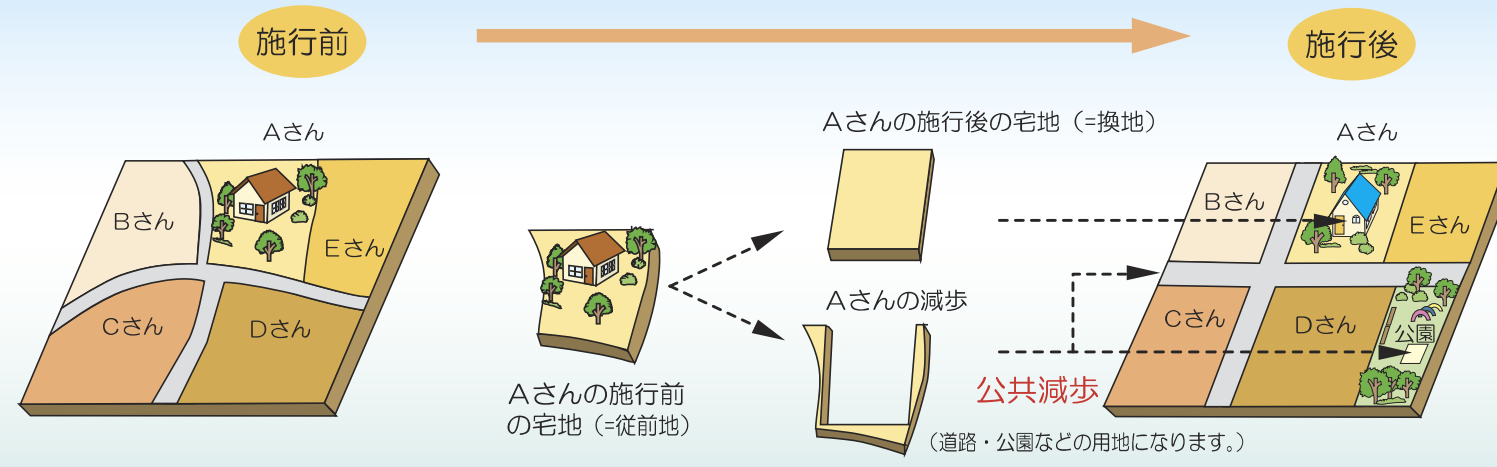 施行前
施行後
Aさん
Bさん
Eさん
Cさん
Dさん
Aさんの施行前
の宅地（=従前地）
Aさんの施行後の宅地（=換地）
Aさんの減歩
公共減歩
（道路・公園などの用地になります。）
Aさん
Bさん
Eさん
Cさん
Dさん
公園